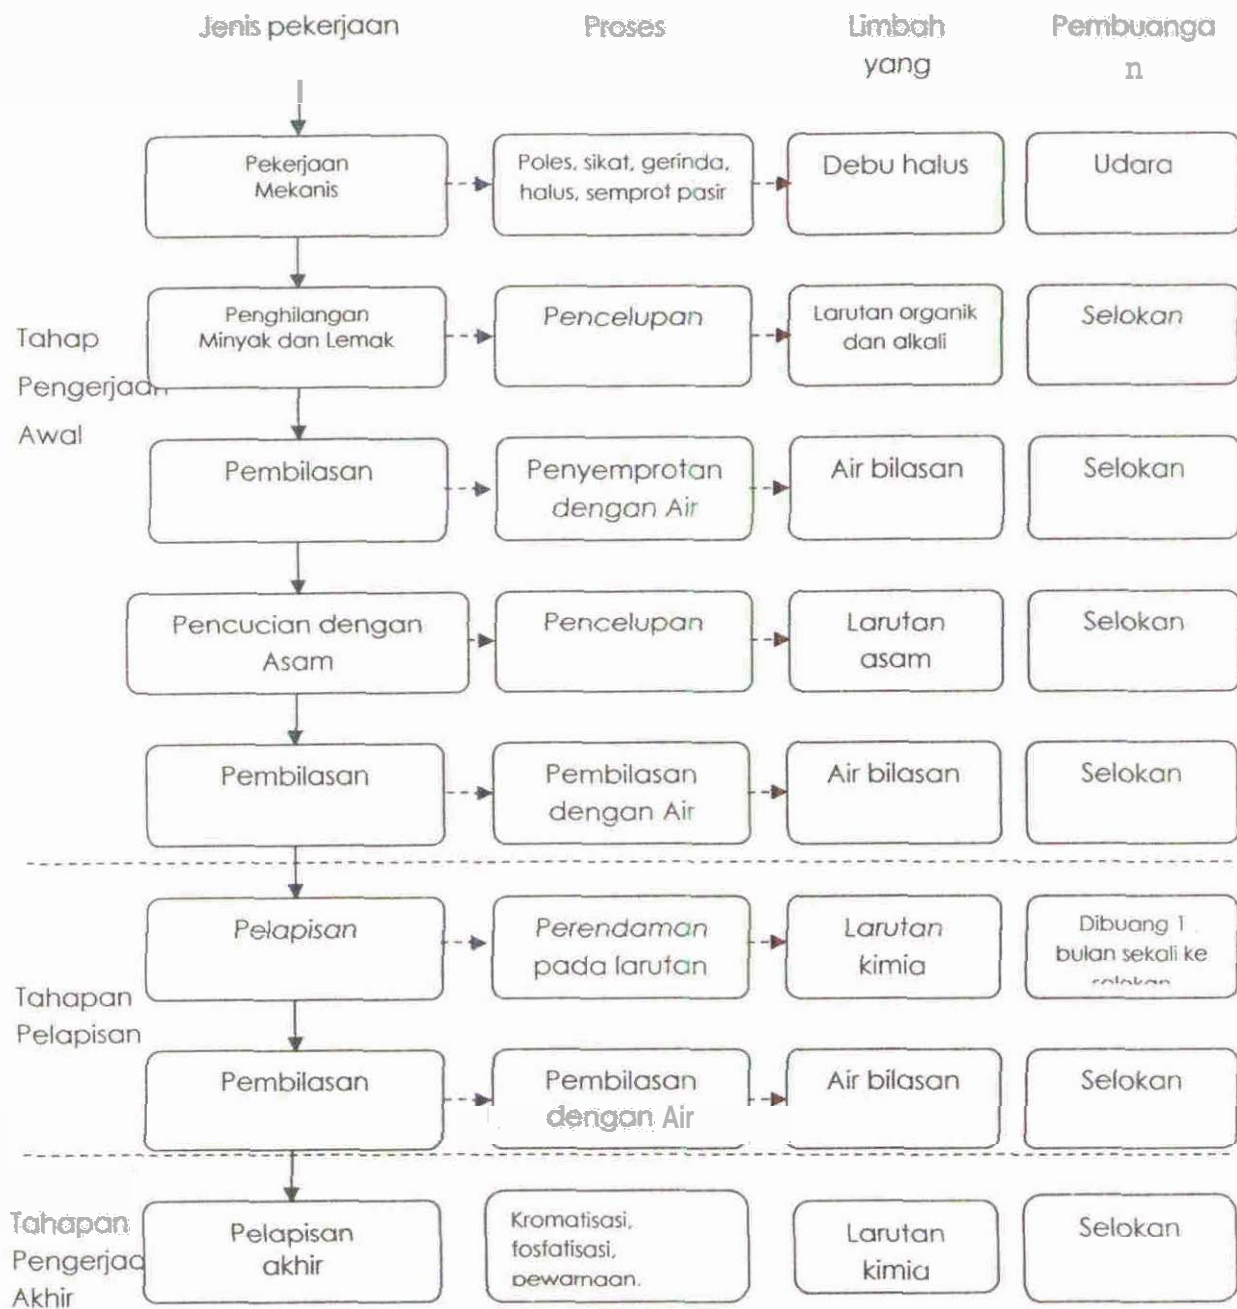 Jenis pekerjaan
Proses
Limbah
yang
Pembuanga
n
Pekerjaan
Mekanis
Poles, sikat, gerinda,
halus, semprot pasir
Debu halus
Udara
Tahap
Pengerjaan
Awal
Penghilangan
Minyak dan Lemak
Pencelupan
Larutan organik
dan alkali
Selokan
Pembilasan
Penyemprotan
dengan Air
Air bilasan
Selokan
Pencucian dengan
Asam
Pencelupan
Larutan
asam
Selokan
Pembilasan
Pembilasan
dengan Air
Air bilasan
Selokan
Tahapan
Pelapisan
Pelapisan
Perendaman
pada larutan
Larutan
kimia
Dibuang 1
bulan sekali ke
selokan
Pembilasan
Pembilasan
dengan Air
Air bilasan
Selokan
Tahapan
Pengerjaa
Akhir
Pelapisan
akhir
Kromatisasi,
fosfatisasi,
pewarnaan.
Larutan
kimia
Selokan